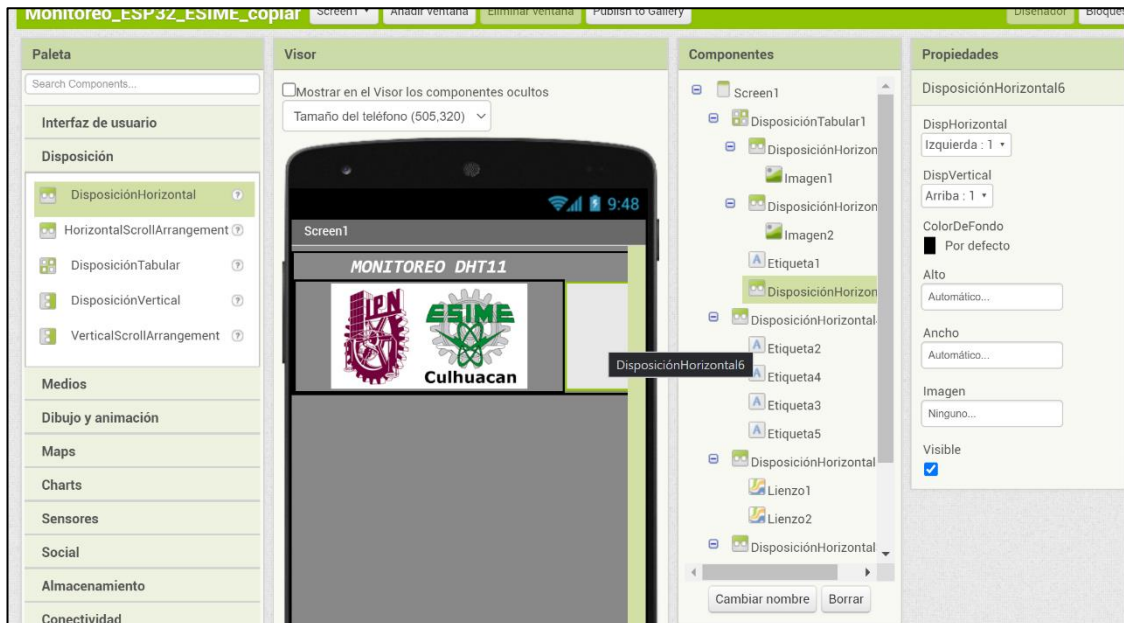 Monitoreo_ESP32_ESIME_copiar
Screen1
Añadir ventana
Eliminar ventana
Publish to Gallery
Diseñador
Bloques
Paleta
Search Components...
Interfaz de usuario
Disposición
DisposiciónHorizontal
HorizontalScrollArrangement
DisposiciónTabular
DisposiciónVertical
VerticalScrollArrangement
Medios
Dibujo y animación
Maps
Charts
Sensores
Social
Almacenamiento
Conectividad
Visor
Mostrar en el Visor los componentes ocultos
Tamaño del teléfono (505,320)
9:48
Screen1
MONITOREO DHT11
IPN
ESIME
Culhuacan
DisposiciónHorizontal6
Componentes
Screen1
DisposiciónTabular1
DisposiciónHorizon
Imagen1
DisposiciónHorizon
Imagen2
Etiqueta1
DisposiciónHorizon
DisposiciónHorizontal
Etiqueta2
Etiqueta4
Etiqueta3
Etiqueta5
DisposiciónHorizontal
Lienzo1
Lienzo2
DisposiciónHorizontal
Cambiar nombre
Borrar
Propiedades
DisposiciónHorizontal6
DispHorizontal
Izquierda : 1
DispVertical
Arriba : 1
ColorDeFondo
Por defecto
Alto
Automático...
Ancho
Automático...
Imagen
Ninguno...
Visible